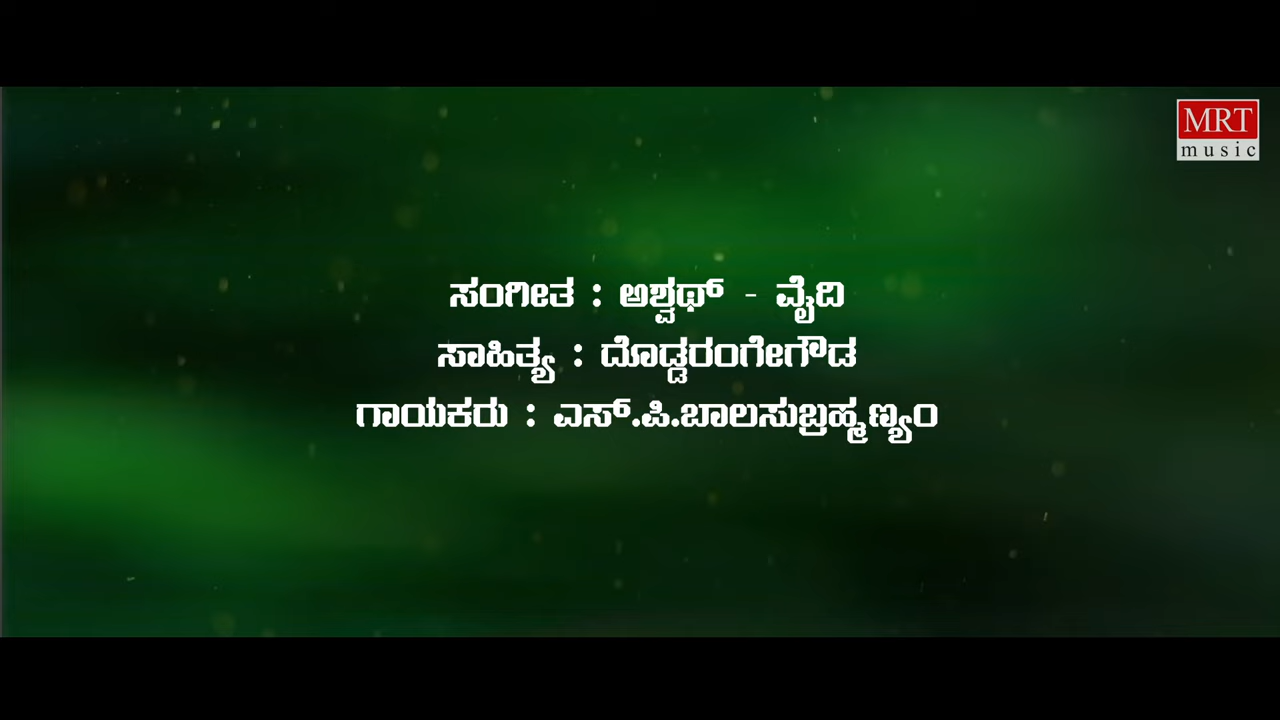 MRT
music
ಸಂಗೀತ : ಅಶ್ವಥ್ - ವೈದಿ
ಸಾಹಿತ್ಯ : ದೊಡ್ಡರಂಗೇಗೌಡ
ಗಾಯಕರು : ಎಸ್.ಪಿ.ಬಾಲಸುಬ್ರಹ್ಮಣ್ಯಂ